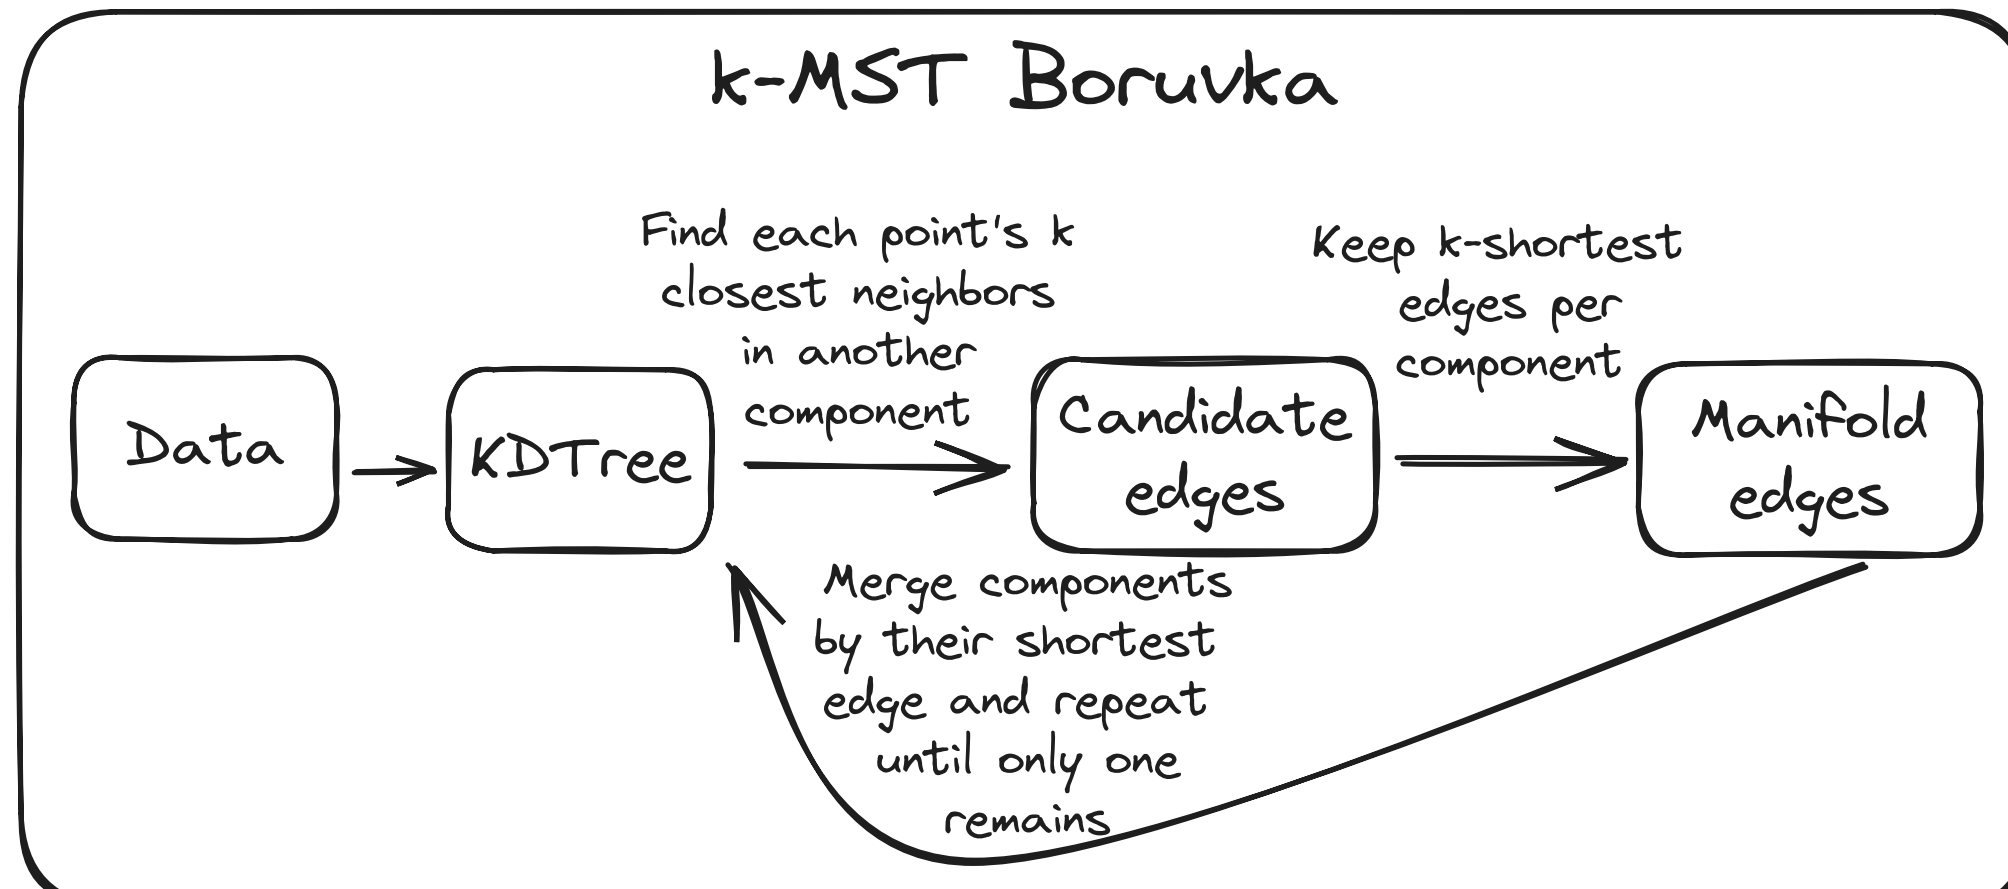 k-MST Boruvka
Find each point's k
closest neighbors
in another
component
Keep k-shortest
edges per
component
Data
KDTree
Candidate
edges
Manifold
edges
Merge components
by their shortest
edge and repeat
until only one
remains